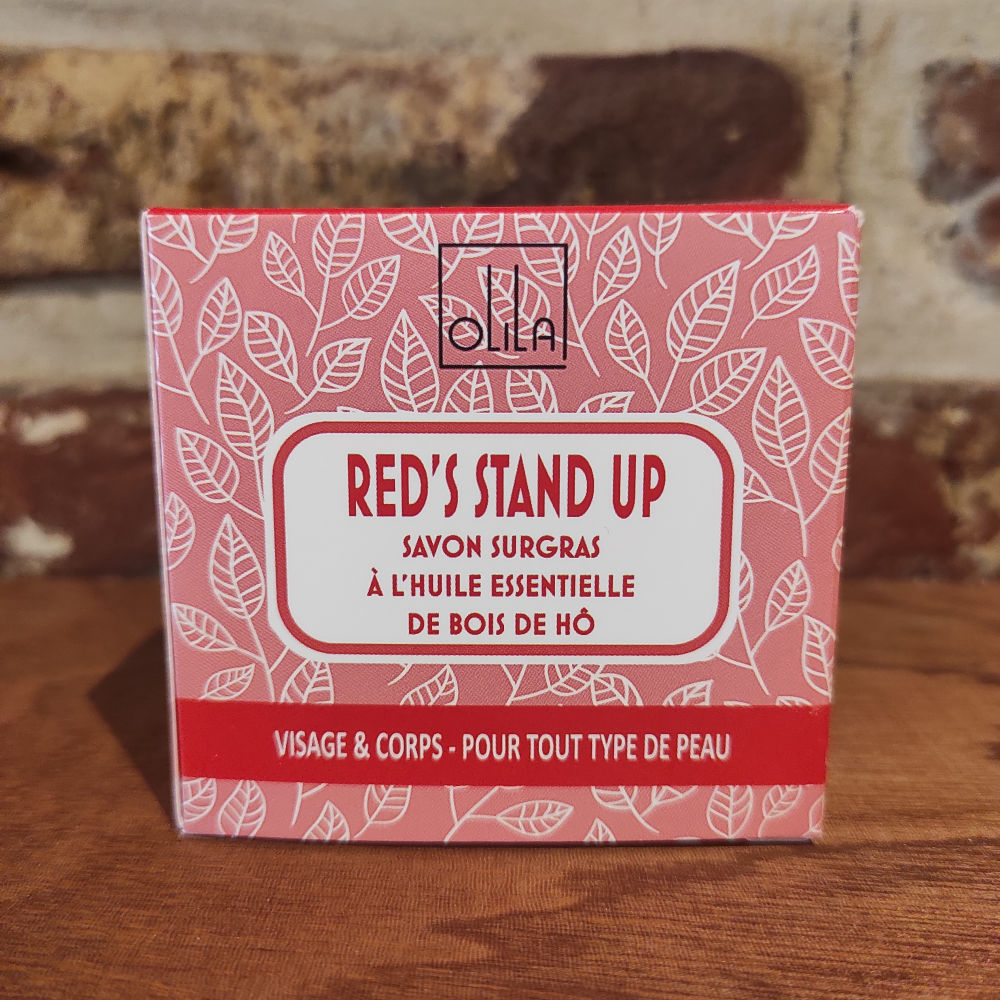 OLiLA
RED'S STAND UP
SAVON SURGRAS
À L'HUILE ESSENTIELLE
DE BOIS DE HÔ
VISAGE & CORPS - POUR TOUT TYPE DE PEAU